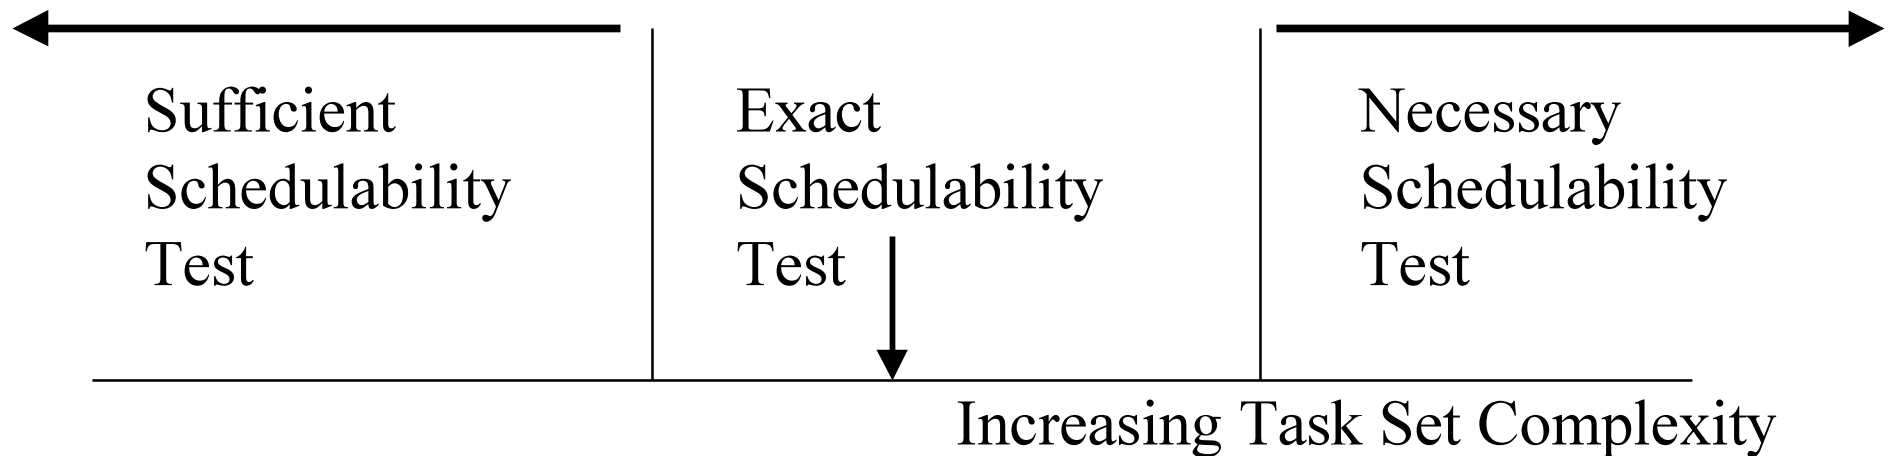 Sufficient
Schedulability
Test
Exact
Schedulability
Test
Necessary
Schedulability
Test
Increasing Task Set Complexity